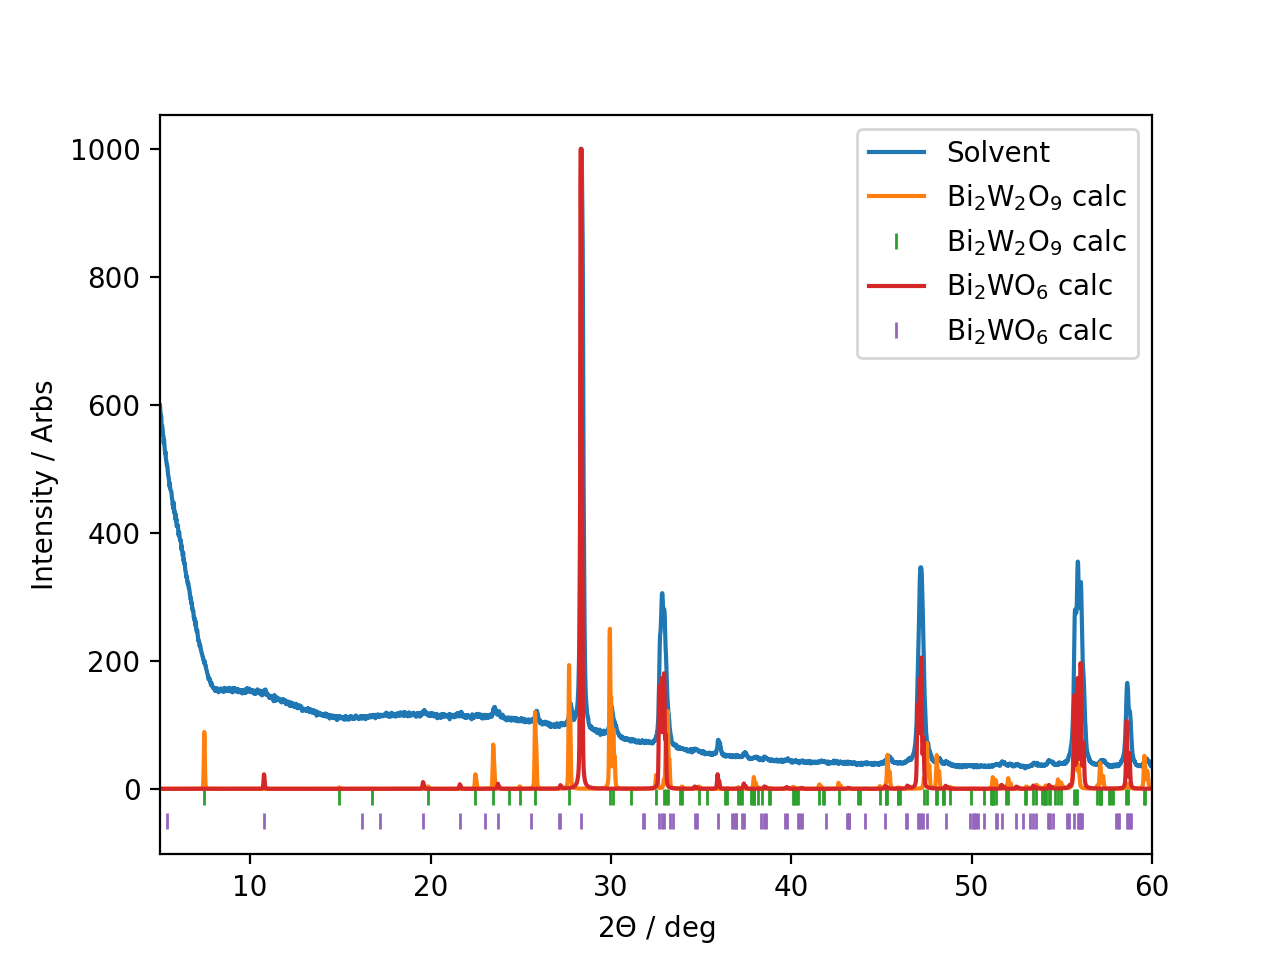 Solvent
Bi₂W₂O₉ calc
Bi₂W₂O₉ calc
Bi₂WO₆ calc
Bi₂WO₆ calc
1000
800
600
400
200
0
Intensity / Arbs
10 20 30 40 50 60
2Θ / deg